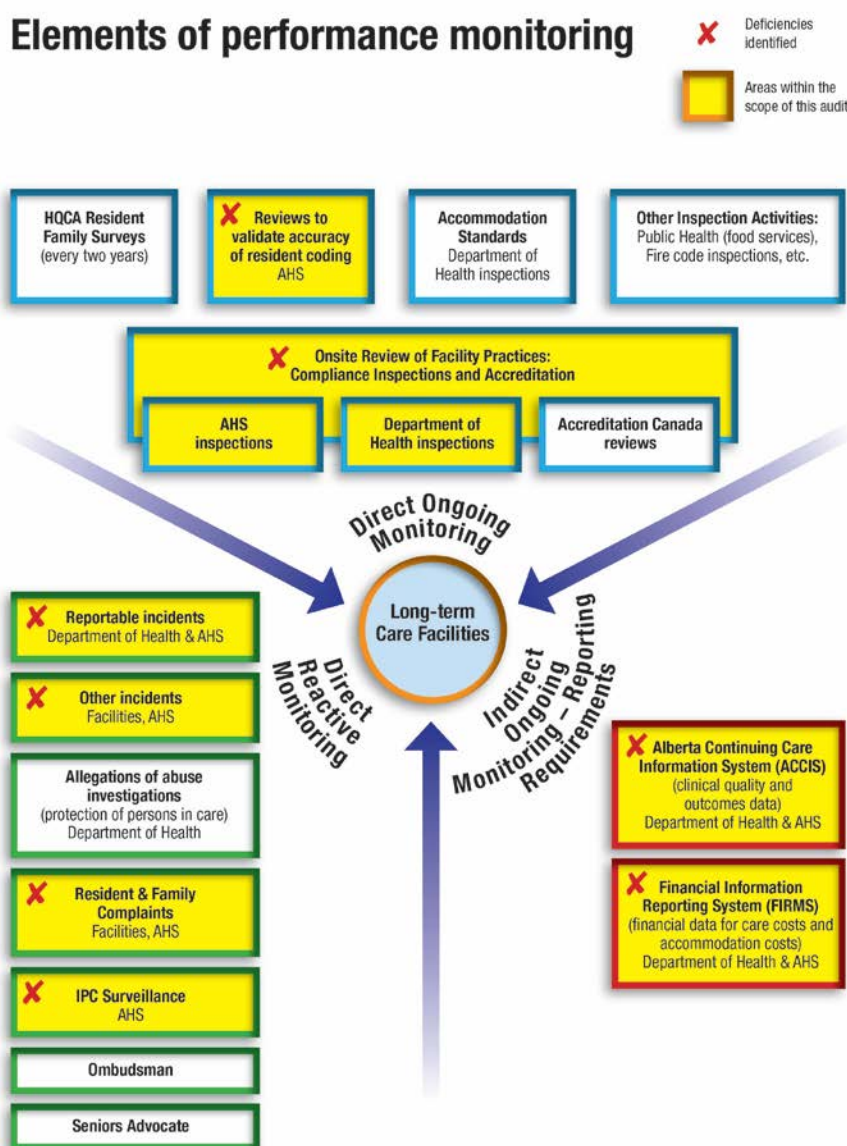 Elements of performance monitoring
Deficiencies
identified
Areas within the
scope of this audit
HQCA Resident
Family Surveys
(every two years)
Reviews to
validate accuracy
of resident coding
AHS
Accommodation
Standards
Department of
Health inspections
Other Inspection Activities:
Public Health (food services),
Fire code inspections, etc.
Onsite Review of Facility Practices:
Compliance Inspections and Accreditation
AHS
inspections
Department of
Health inspections
Accreditation Canada
reviews
Direct Ongoing
Monitoring
Long-term
Care Facilities
Direct
Reactive
Monitoring
Indirect
Ongoing
Monitoring – Reporting
Requirements
Reportable incidents
Department of Health & AHS
Other incidents
Facilities, AHS
Allegations of abuse
investigations
(protection of persons in care)
Department of Health
Resident & Family
Complaints
Facilities, AHS
IPC Surveillance
AHS
Ombudsman
Seniors Advocate
Alberta Continuing Care
Information System (ACCIS)
(clinical quality and
outcomes data)
Department of Health & AHS
Financial Information
Reporting System (FIRMS)
(financial data for care costs and
accommodation costs)
Department of Health & AHS